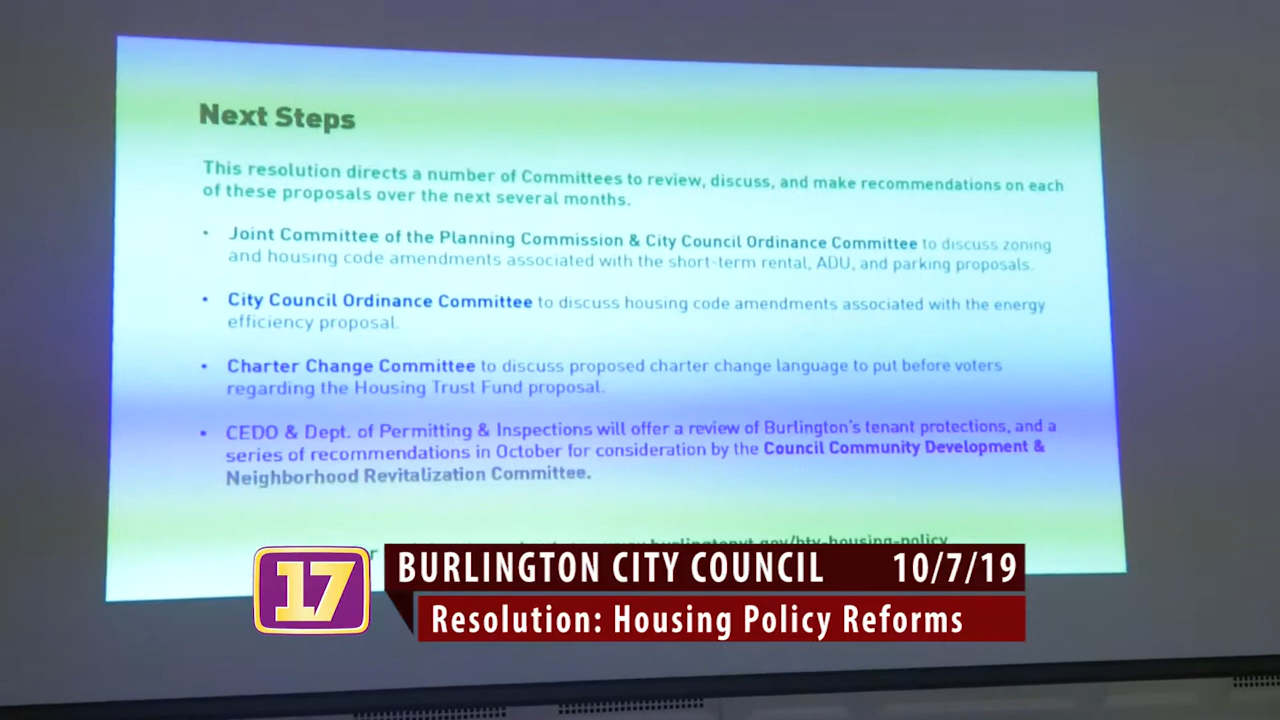 Next Steps
This resolution directs a number of Committees to review, discuss, and make recommendations on each
of these proposals over the next several months.
• Joint Committee of the Planning Commission & City Council Ordinance Committee to discuss zoning
and housing code amendments associated with the short-term rental, ADU, and parking proposals.
• City Council Ordinance Committee to discuss housing code amendments associated with the energy
efficiency proposal.
• Charter Change Committee to discuss proposed charter change language to put before voters
regarding the Housing Trust Fund proposal.
• CEDO & Dept. of Permitting & Inspections will offer a review of Burlington's tenant protections, and a
series of recommendations in October for consideration by the Council Community Development &
Neighborhood Revitalization Committee.
burlingtonvt.gov/btv-housing-policy
17
BURLINGTON CITY COUNCIL 10/7/19
Resolution: Housing Policy Reforms